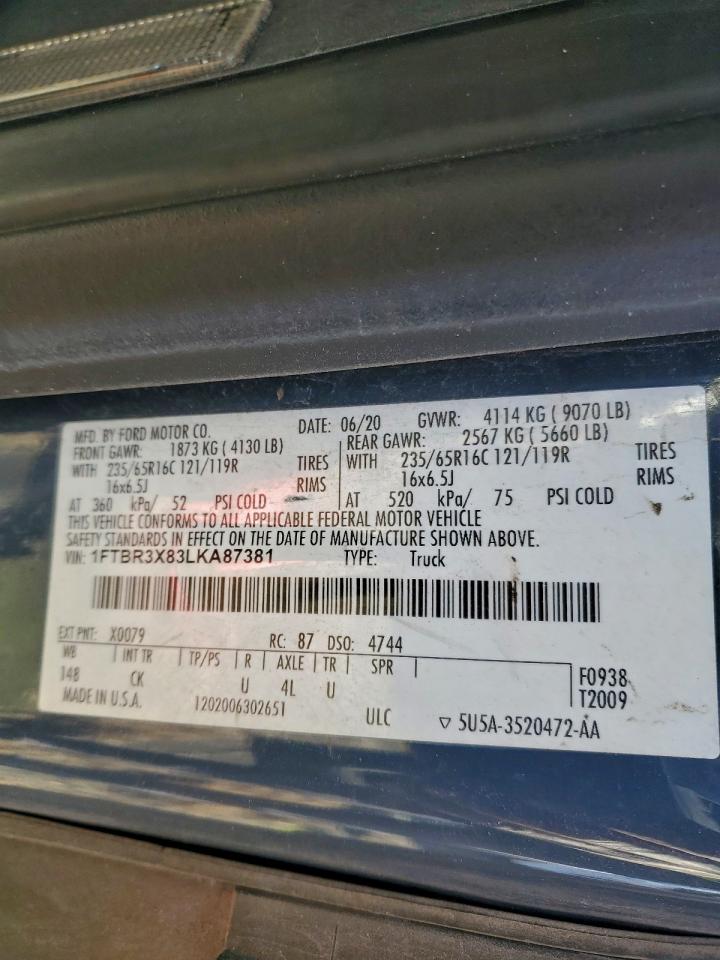 MFD. BY FORD MOTOR CO. DATE: 06/20 GVWR: 4114 KG ( 9070 LB)
FRONT GAWR: 1873 KG ( 4130 LB) REAR GAWR: 2567 KG ( 5660 LB)
WITH 235/65R16C 121/119R TIRES WITH 235/65R16C 121/119R TIRES
16x6.5J RIMS 16x6.5J RIMS
AT 360 kPa/ 52 PSI COLD AT 520 kPa/ 75 PSI COLD
THIS VEHICLE CONFORMS TO ALL APPLICABLE FEDERAL MOTOR VEHICLE
SAFETY STANDARDS IN EFFECT ON THE DATE OF MANUFACTURE SHOWN ABOVE.
VIN: 1FTBR3X83LKA87381 TYPE: Truck
EXT PNT: X0079 RC: 87 DSO: 4744
WB INT TR TP/PS R AXLE TR SPR
148 CK U 4L U F0938
MADE IN U.S.A. 1202006302651 T2009
ULC ▽ 5U5A-3520472-AA